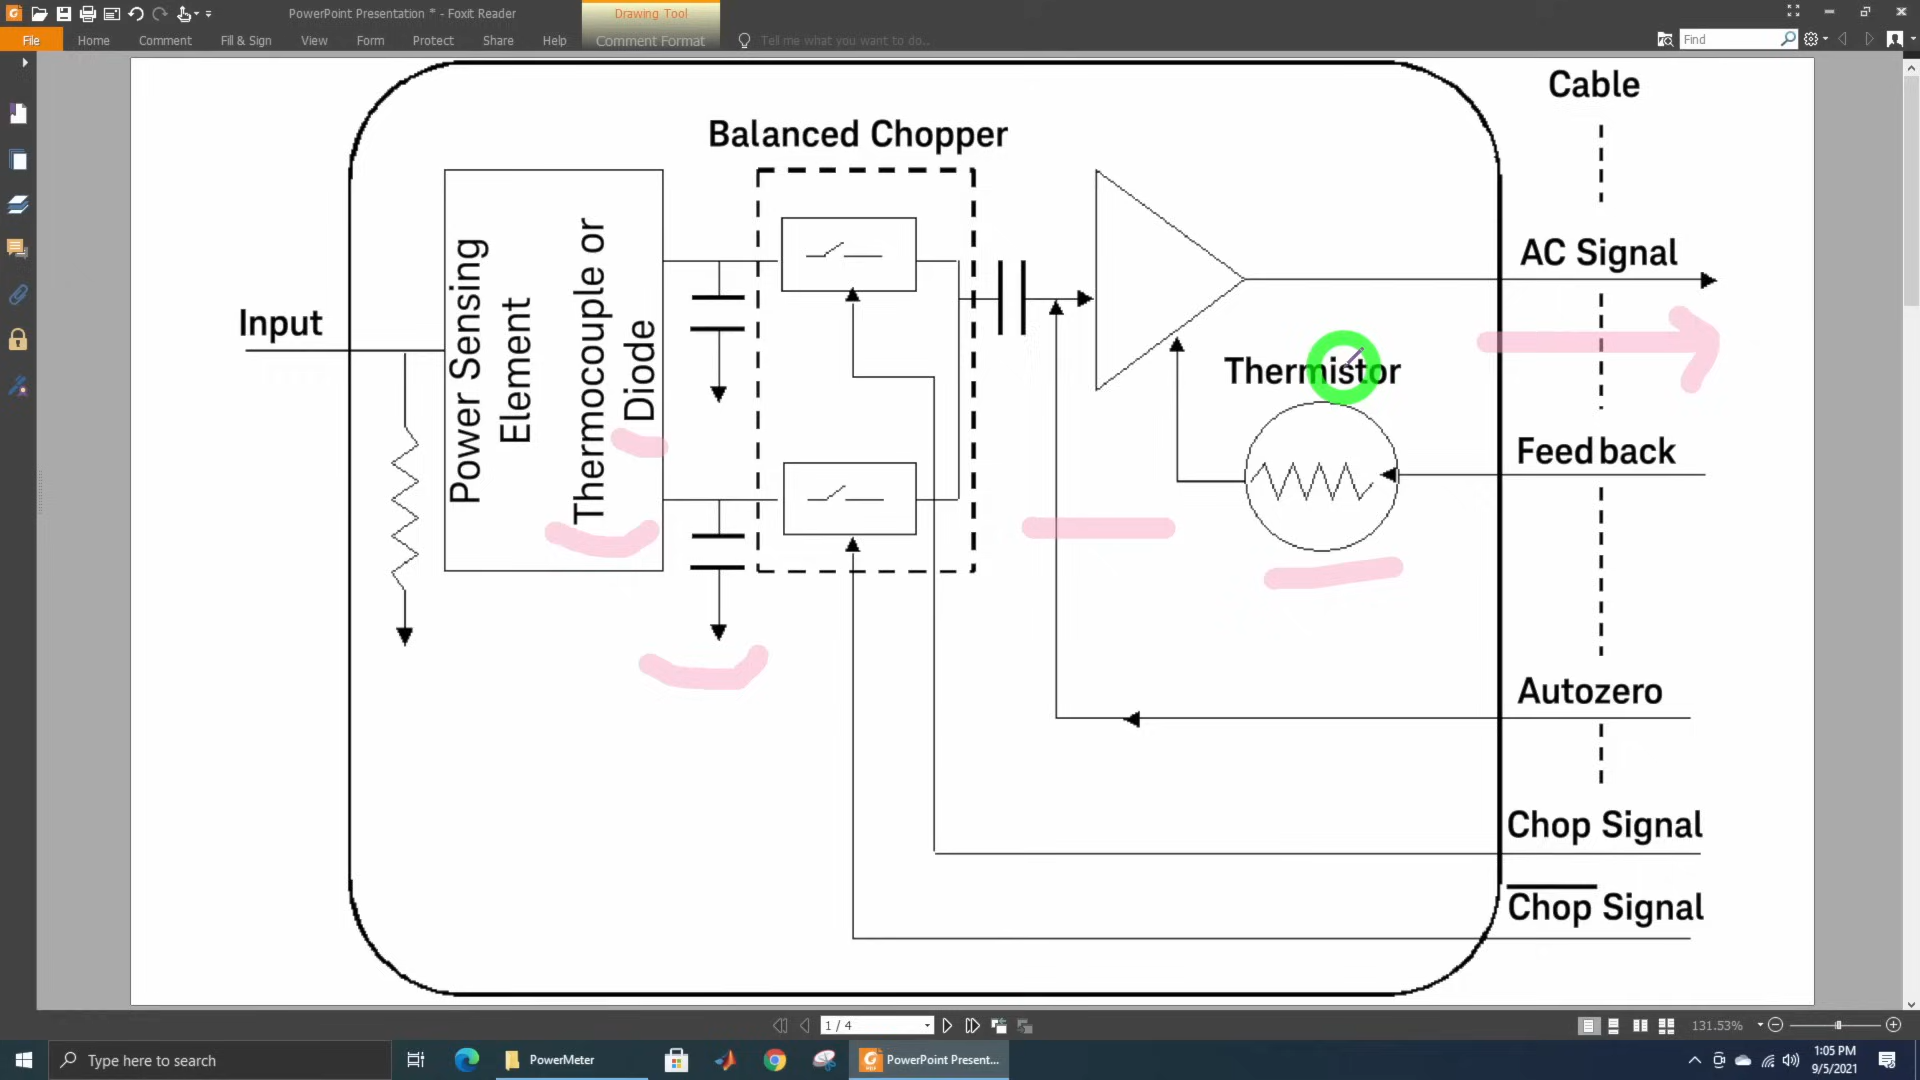 PowerPoint Presentation * - Foxit Reader
Drawing Tool
File
Home
Comment
Fill & Sign
View
Form
Protect
Share
Help
Comment Format
Tell me what you want to do..
Find
Cable
Balanced Chopper
AC Signal
Input
Power Sensing
Element
Thermocouple or
Diode
Thermistor
Feedback
Autozero
Chop Signal
Chop Signal
1 / 4
131.53%
Type here to search
PowerMeter
PowerPoint Present...
1:05 PM
9/5/2021